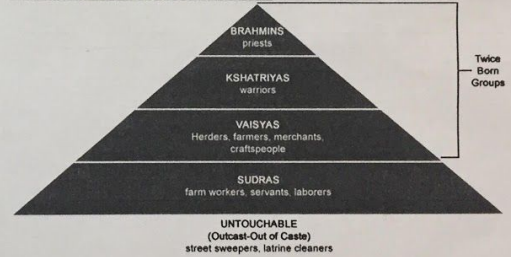 BRAHMINS
priests
KSHATRIYAS
warriors
VAISYAS
Herders, farmers, merchants,
craftspeople
SUDRAS
farm workers, servants, laborers
Twice
Born
Groups
UNTOUCHABLE
(Outcast-Out of Caste)
street sweepers, latrine cleaners